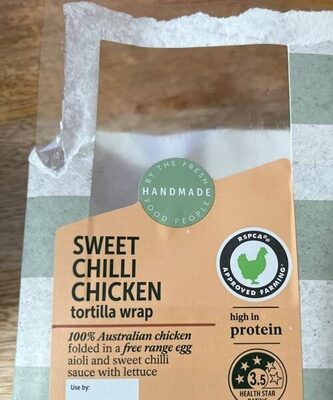 BY THE FRESH
HANDMADE
FOOD PEOPLE
SWEET
CHILLI
CHICKEN
tortilla wrap
100% Australian chicken
folded in a free range egg
aioli and sweet chilli
sauce with lettuce
Use by:
RSPCA
APPROVED FARMING
high in
protein
3.5
HEALTH STAR
RATING